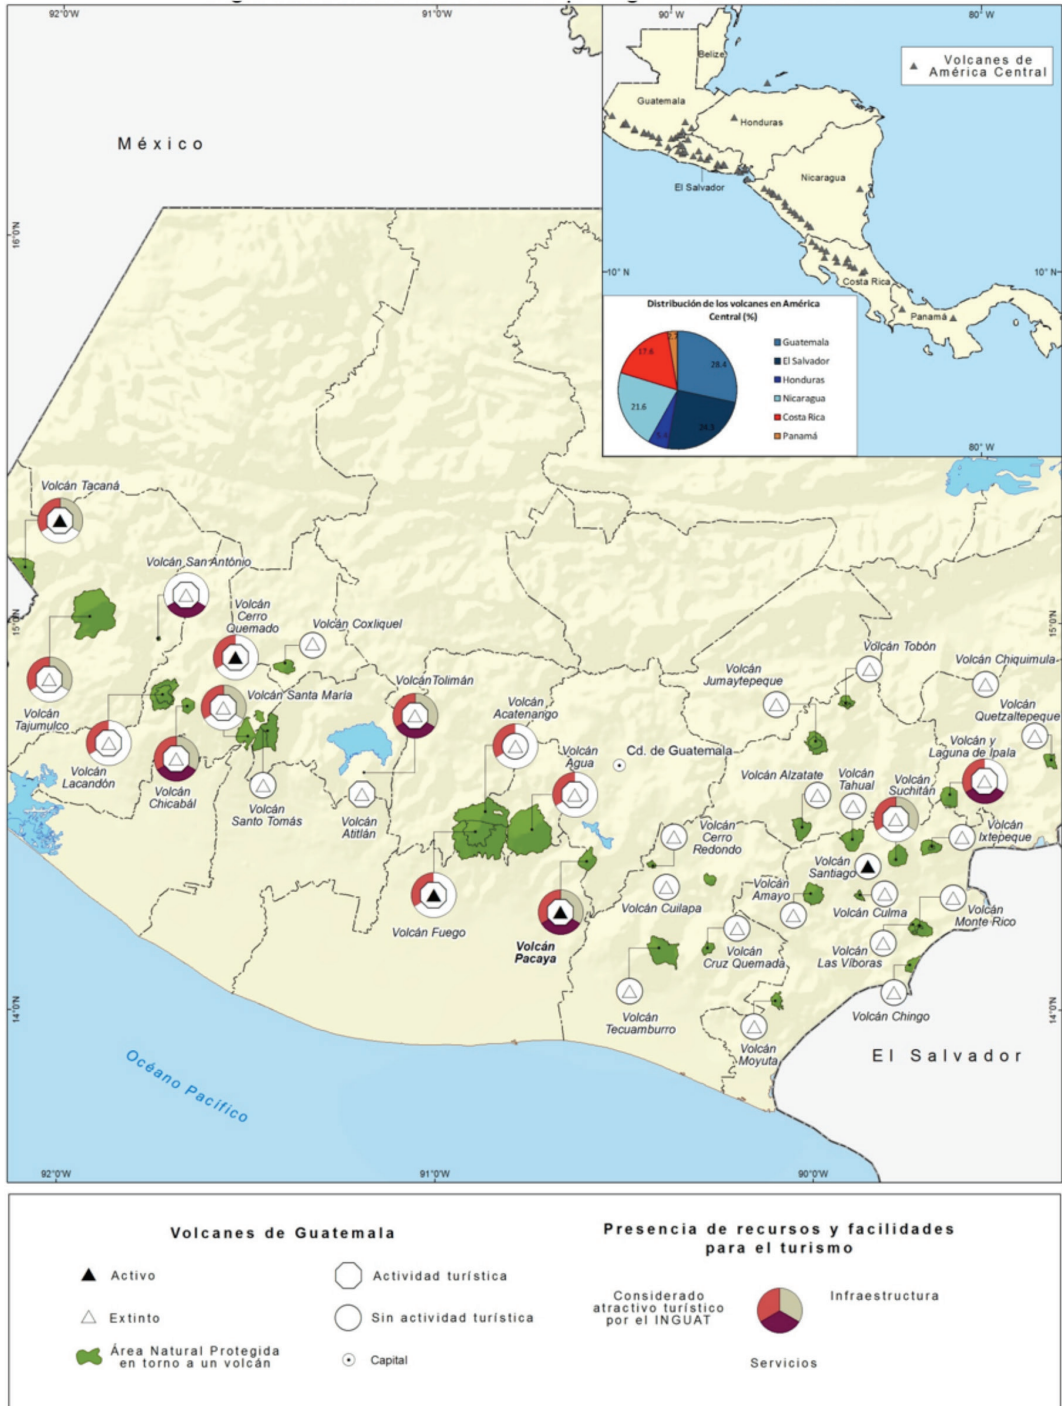 92°0'W
91°0'W
90° W
80° W
México
Belize
Guatemala
Honduras
Nicaragua
El Salvador
Costa Rica
Panamá
Volcanes de
América Central
10° N
10° N
80° W
Distribución de los volcanes en América
Central (%)
28.4
24.3
21.6
17.6
Guatemala
El Salvador
Honduras
Nicaragua
Costa Rica
Panamá
16°0'N
15°0'N
15°0'N
14°0'N
14°0'N
Volcán Tacaná
Volcán San Antônio
Volcán
Cerro
Quemado
Volcán Coxliquel
Volcán
Tajumulco
Volcán Santa María
VolcánTolimán
Volcán
Acatenango
Volcán
Lacandón
Volcán
Chicabál
Volcán
Santo Tomás
Volcán
Atitlán
Volcán
Agua
Cd. de Guatemala
Volcán Fuego
Volcán
Pacaya
Volcán
Jumaytepeque
Volcán Tobón
Volcán Chiquimula
Volcán
Quetzaltepeque
Volcán y
Laguna de Ipala
Volcán Alzatate
Volcán
Tahual
Volcán
Suchitán
Volcán
Ixtepeque
Volcán
Cerro
Redondo
Volcán
Santiago
Volcán Cuilapa
Volcán
Amayo
Volcán Culma
Volcán
Monte Rico
Volcán
Cruz Quemada
Volcán
Las Víboras
Volcán
Tecuamburro
Volcán Chingo
Volcán
Moyuta
El Salvador
Océano Pacífico
92°0'W
91°0'W
90°0'W
Volcanes de Guatemala
Activo
Extinto
Área Natural Protegida
en torno a un volcán
Actividad turística
Sin actividad turística
Capital
Presencia de recursos y facilidades
para el turismo
Considerado
atractivo turístico
por el INGUAT
Infraestructura
Servicios